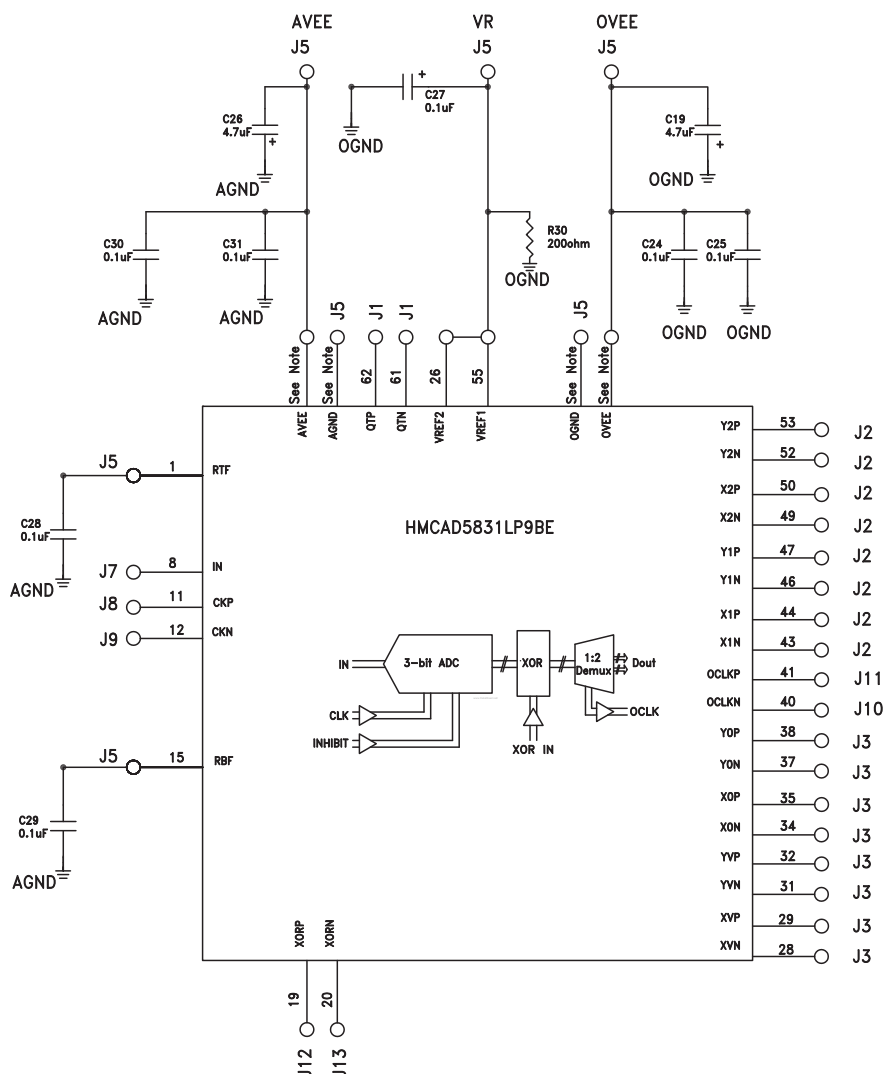 AVEE
VR
OVEE
J5
J5
J5
+
C27
0.1uF
OGND
C26
4.7uF
+
AGND
C19
4.7uF
+
OGND
C30
0.1uF
AGND
C31
0.1uF
AGND
R30
200ohm
OGND
C24
0.1uF
OGND
C25
0.1uF
OGND
J5
J1
J1
J5
See Note
See Note
62
61
26
55
See Note
See Note
AVEE
AGND
QTP
QTN
VREF2
VREF1
OGND
OVEE
J5
1
RTF
C28
0.1uF
AGND
J7
8
IN
J8
11
CKP
J9
12
CKN
J5
15
RBF
C29
0.1uF
AGND
HMCAD5831LP9BE
IN
3-bit ADC
XOR
1:2
Demux
Dout
CLK
OCLK
INHIBIT
XOR IN
Y2P
53
J2
Y2N
52
J2
X2P
50
J2
X2N
49
J2
Y1P
47
J2
Y1N
46
J2
X1P
44
J2
X1N
43
J2
OCLKP
41
J11
OCLKN
40
J10
Y0P
38
J3
Y0N
37
J3
X0P
35
J3
X0N
34
J3
YVP
32
J3
YVN
31
J3
XVP
29
J3
XVN
28
J3
XORP
XORN
19
20
J12
J13